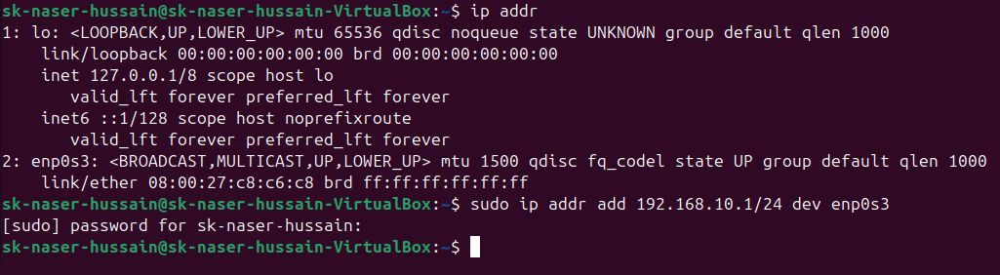 sk-naser-hussain@sk-naser-hussain-VirtualBox:~$ ip addr
1: lo: <LOOPBACK,UP,LOWER_UP> mtu 65536 qdisc noqueue state UNKNOWN group default qlen 1000
    link/loopback 00:00:00:00:00:00 brd 00:00:00:00:00:00
    inet 127.0.0.1/8 scope host lo
       valid_lft forever preferred_lft forever
    inet6 ::1/128 scope host noprefixroute
       valid_lft forever preferred_lft forever
2: enp0s3: <BROADCAST,MULTICAST,UP,LOWER_UP> mtu 1500 qdisc fq_codel state UP group default qlen 1000
    link/ether 08:00:27:c8:c6:c8 brd ff:ff:ff:ff:ff:ff
sk-naser-hussain@sk-naser-hussain-VirtualBox:~$ sudo ip addr add 192.168.10.1/24 dev enp0s3
[sudo] password for sk-naser-hussain:
sk-naser-hussain@sk-naser-hussain-VirtualBox:~$